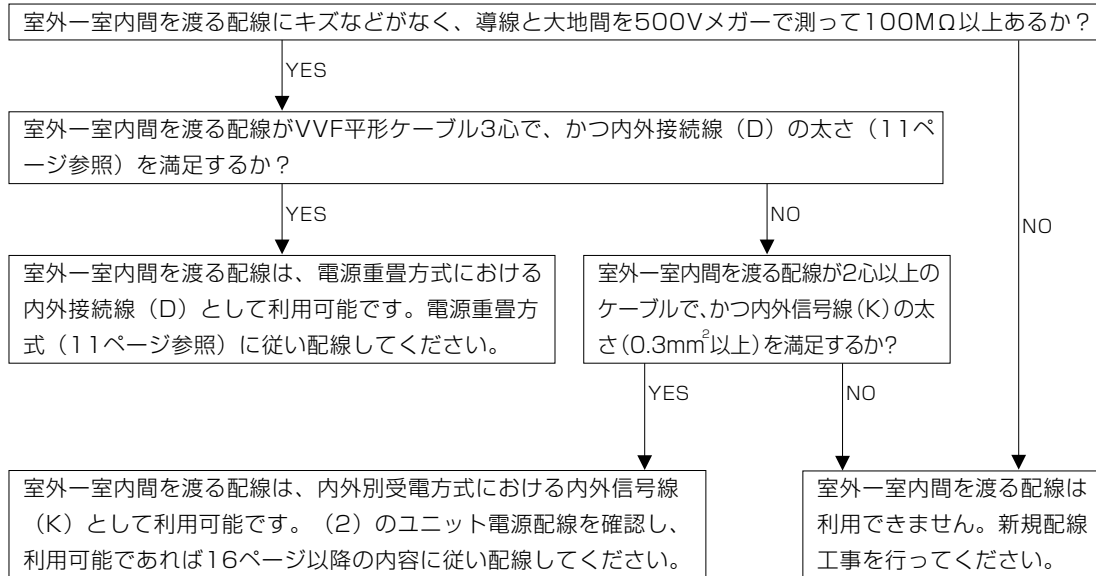 室外ー室内間を渡る配線にキズなどがなく、導線と大地間を500Vメガーで測って100MΩ以上あるか？
YES
室外ー室内間を渡る配線がVVF平形ケーブル3心で、かつ内外接続線（D）の太さ（11ペ
ージ参照）を満足するか？
YES
NO
NO
室外ー室内間を渡る配線は、電源重畳方式における
内外接続線（D）として利用可能です。電源重畳方
式（11ページ参照）に従い配線してください。
室外ー室内間を渡る配線が2心以上の
ケーブルで、かつ内外信号線（K）の太
さ（0.3mm²以上）を満足するか?
YES
NO
室外ー室内間を渡る配線は、内外別受電方式における内外信号線
（K）として利用可能です。（2）のユニット電源配線を確認し、
利用可能であれば16ページ以降の内容に従い配線してください。
室外ー室内間を渡る配線は
利用できません。新規配線
工事を行ってください。